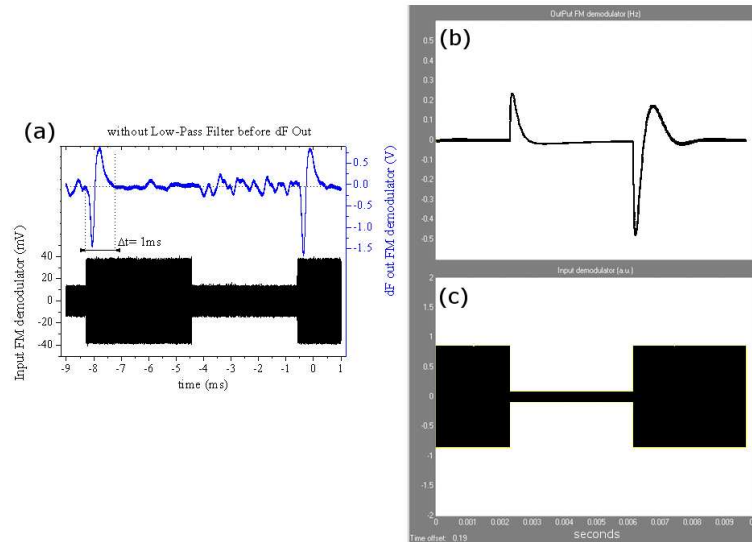 (a)
without Low-Pass Filter before dF Out
Input FM demodulator (mV)
40
20
0
-20
-40
Δt= 1ms
0.5
0.0
-0.5
-1.0
-1.5
dF out FM demodulator (V)
-9 -8 -7 -6 -5 -4 -3 -2 -1 0 1
time (ms)
OutPut FM demodulator (Hz)
(b)
0.5
0.4
0.3
0.2
0.1
0
-0.1
-0.2
-0.3
-0.4
-0.5
Input demodulator (a.u.)
(c)
2
1.5
1
0.5
0
-0.5
-1
-1.5
-2
0 0.001 0.002 0.003 0.004 0.005 0.006 0.007 0.008 0.009
seconds
Time offset: 0.19